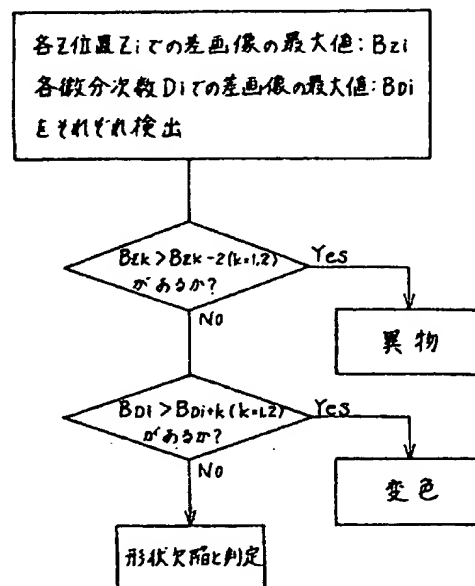 各Z位置Ziでの差画像の最大値:Bzi
各微分次数Diでの差画像の最大値:BDi
をそれぞれ検出
Bzk>Bzk-2(k=1,2)
があるか?
Yes
No
異物
BDi>BDi+k(k=1,2)
があるか?
Yes
No
変色
形状欠陥と判定